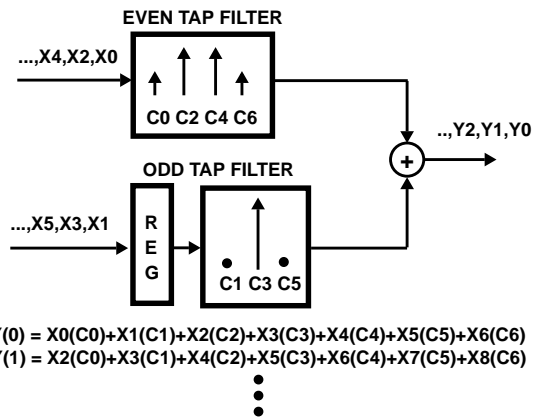 EVEN TAP FILTER
...,X4,X2,X0
C0 C2 C4 C6
..,Y2,Y1,Y0
+
ODD TAP FILTER
...,X5,X3,X1
R
E
G
C1 C3 C5
(0) = X0(C0)+X1(C1)+X2(C2)+X3(C3)+X4(C4)+X5(C5)+X6(C6)
(1) = X2(C0)+X3(C1)+X4(C2)+X5(C3)+X6(C4)+X7(C5)+X8(C6)